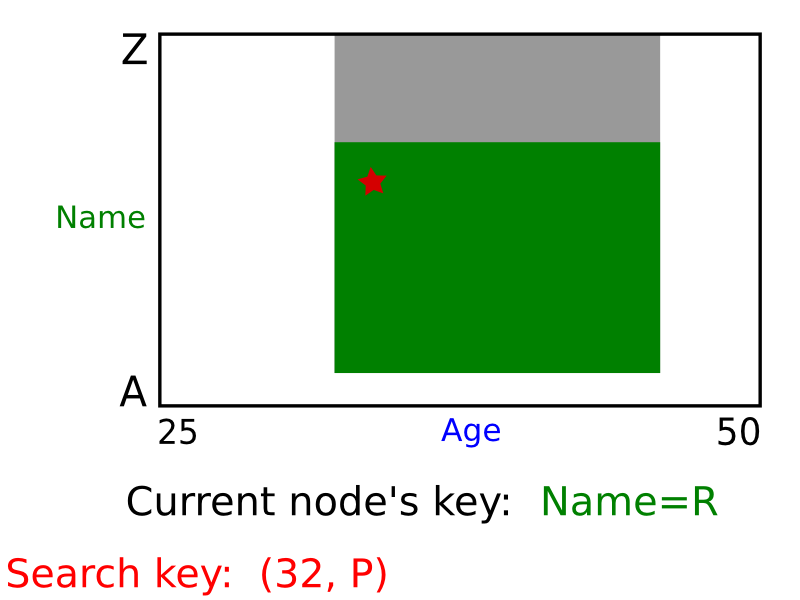 Z
Name
A
25 Age 50
Current node's key: Name=R
Search key: (32, P)